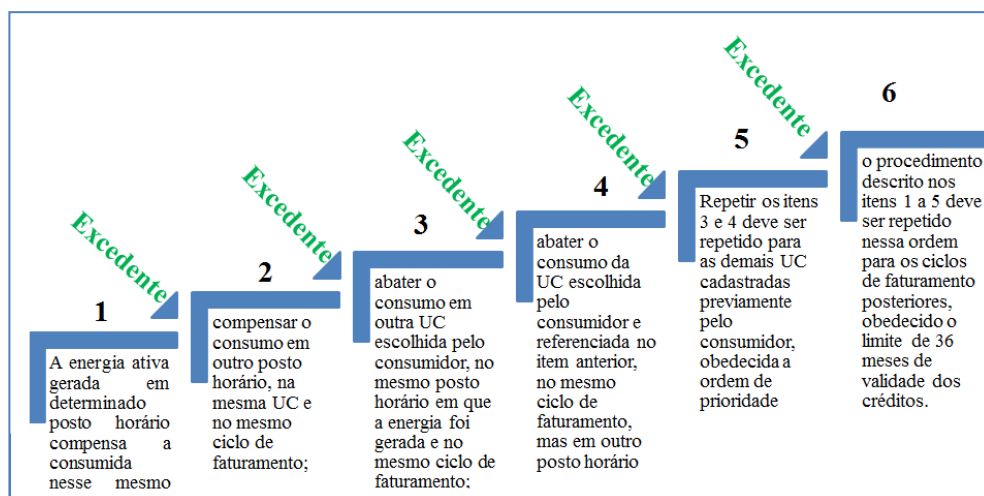 1
A energia ativa
gerada em
determinado
posto horário
compensa a
consumida
nesse mesmo
Excedente
2
compensar o
consumo em
outro posto
horário, na
mesma UC e
no mesmo
ciclo de
faturamento;
Excedente
3
abater o
consumo em
outra UC
escolhida pelo
consumidor, no
mesmo posto
horário em que
a energia foi
gerada e no
mesmo ciclo de
faturamento;
Excedente
4
abater o
consumo da
UC escolhida
pelo
consumidor e
referenciada no
item anterior,
no mesmo
ciclo de
faturamento,
mas em outro
posto horário
Excedente
5
Repetir os itens
3 e 4 deve ser
repetido para
as demais UC
cadastradas
previamente
pelo
consumidor,
obedecida a
ordem de
prioridade
Excedente
6
o procedimento
descrito nos
itens 1 a 5 deve
ser repetido
nessa ordem
para os ciclos
de faturamento
posteriores,
obedecido o
limite de 36
meses de
validade dos
créditos.